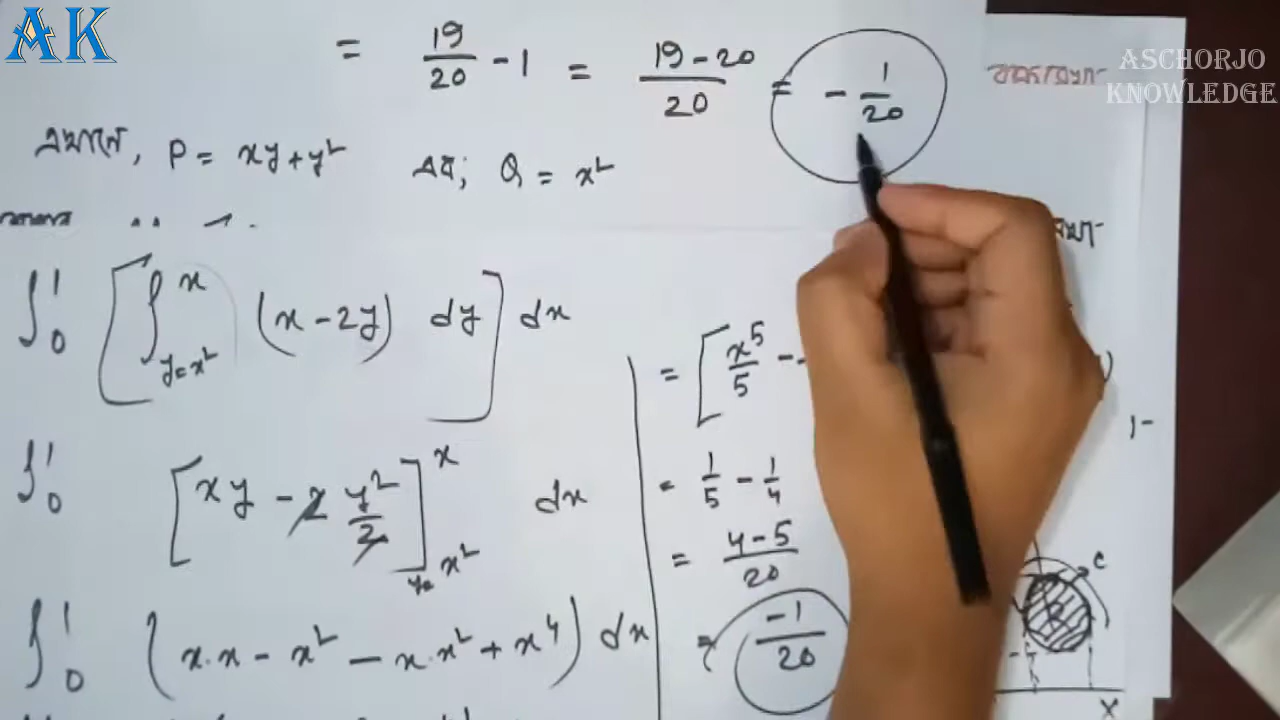 AK
ASCHORJO
KNOWLEDGE
= 19/20 - 1 = (19 - 20)/20 = - 1/20
এখানে, P = xy + y² এবং Q = x²
∫₀¹ [∫_{y=x²}^{x} (x - 2y) dy] dx
∫₀¹ [xy - 2 y²/2]_{y=x²}^{x} dx
∫₀¹ (x.x - x² - x.x² + x⁴) dx
= [x⁵/5 -
= 1/5 - 1/4
= (4 - 5)/20
= -1/20
c
X